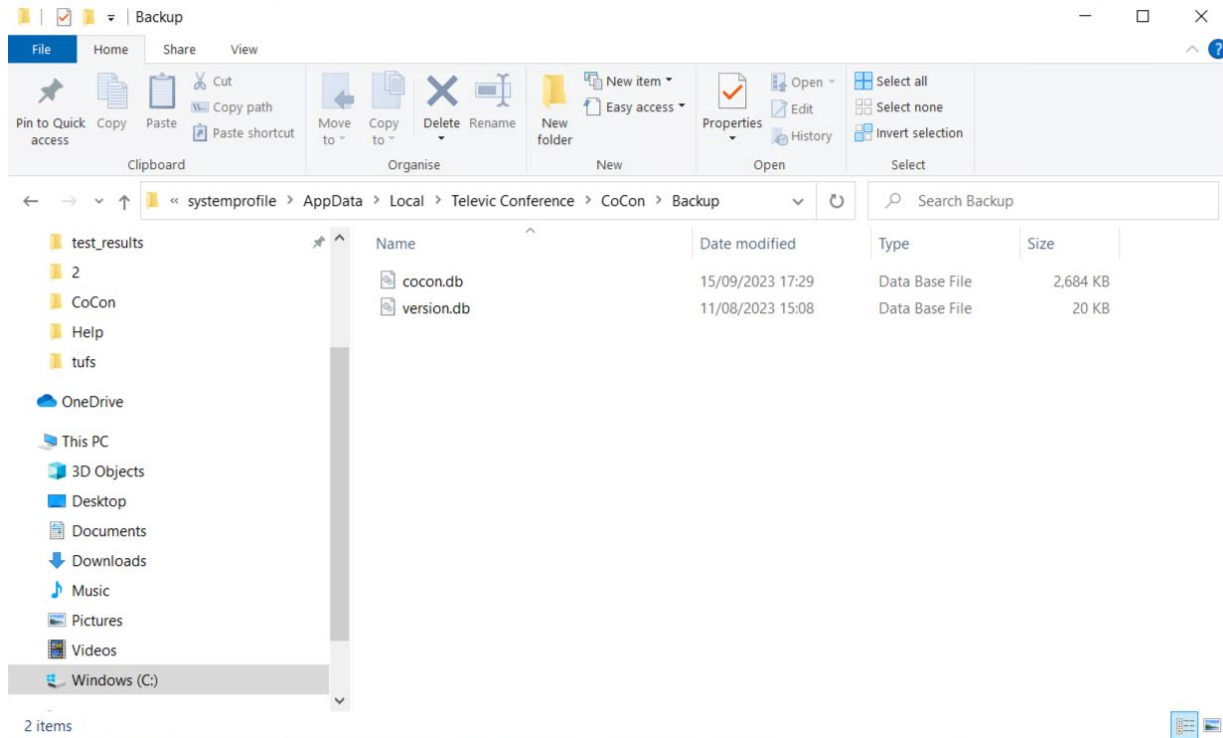 Backup
File Home Share View
Pin to Quick access
Copy
Paste
Cut
Copy path
Paste shortcut
Clipboard
Move to
Copy to
Delete
Rename
Organise
New folder
New item
Easy access
New
Properties
Open
Edit
History
Open
Select all
Select none
Invert selection
Select
« systemprofile > AppData > Local > Televic Conference > CoCon > Backup
Search Backup
test_results
2
CoCon
Help
tufs
OneDrive
This PC
3D Objects
Desktop
Documents
Downloads
Music
Pictures
Videos
Windows (C:)
Name Date modified Type Size
cocon.db 15/09/2023 17:29 Data Base File 2,684 KB
version.db 11/08/2023 15:08 Data Base File 20 KB
2 items